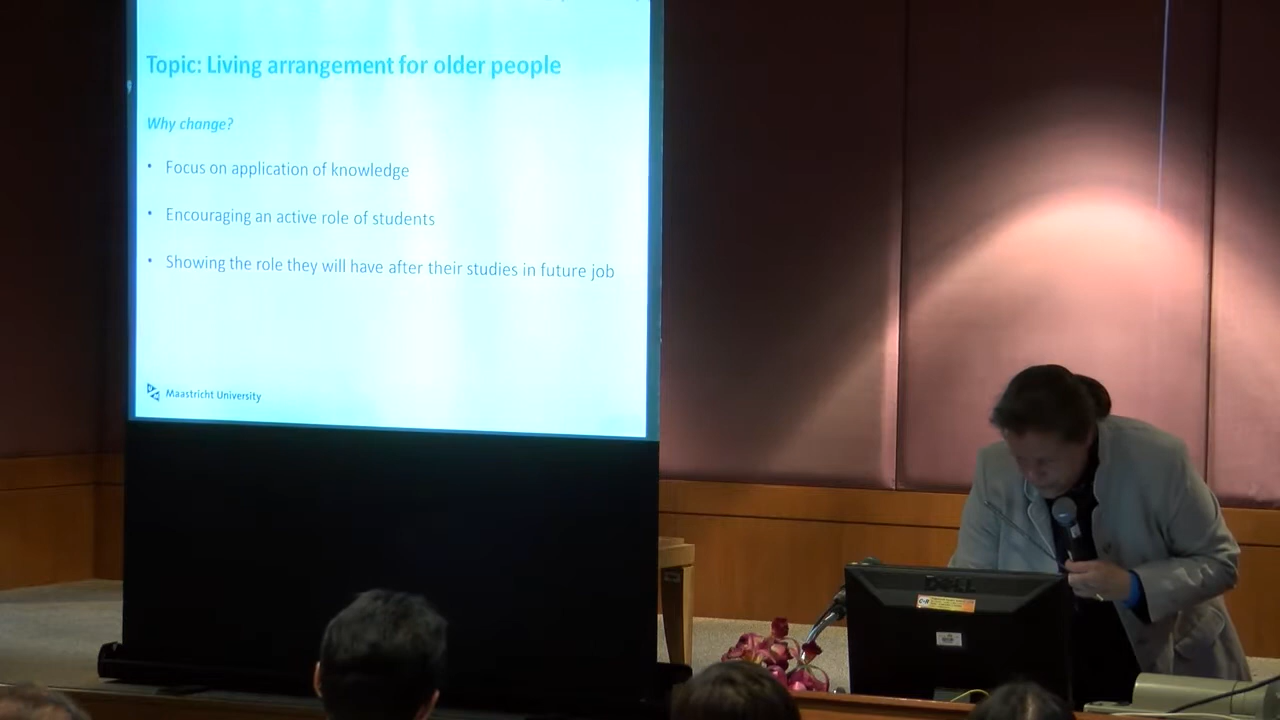 Topic: Living arrangement for older people
Why change?
• Focus on application of knowledge
• Encouraging an active role of students
• Showing the role they will have after their studies in future job
Maastricht University
DELL